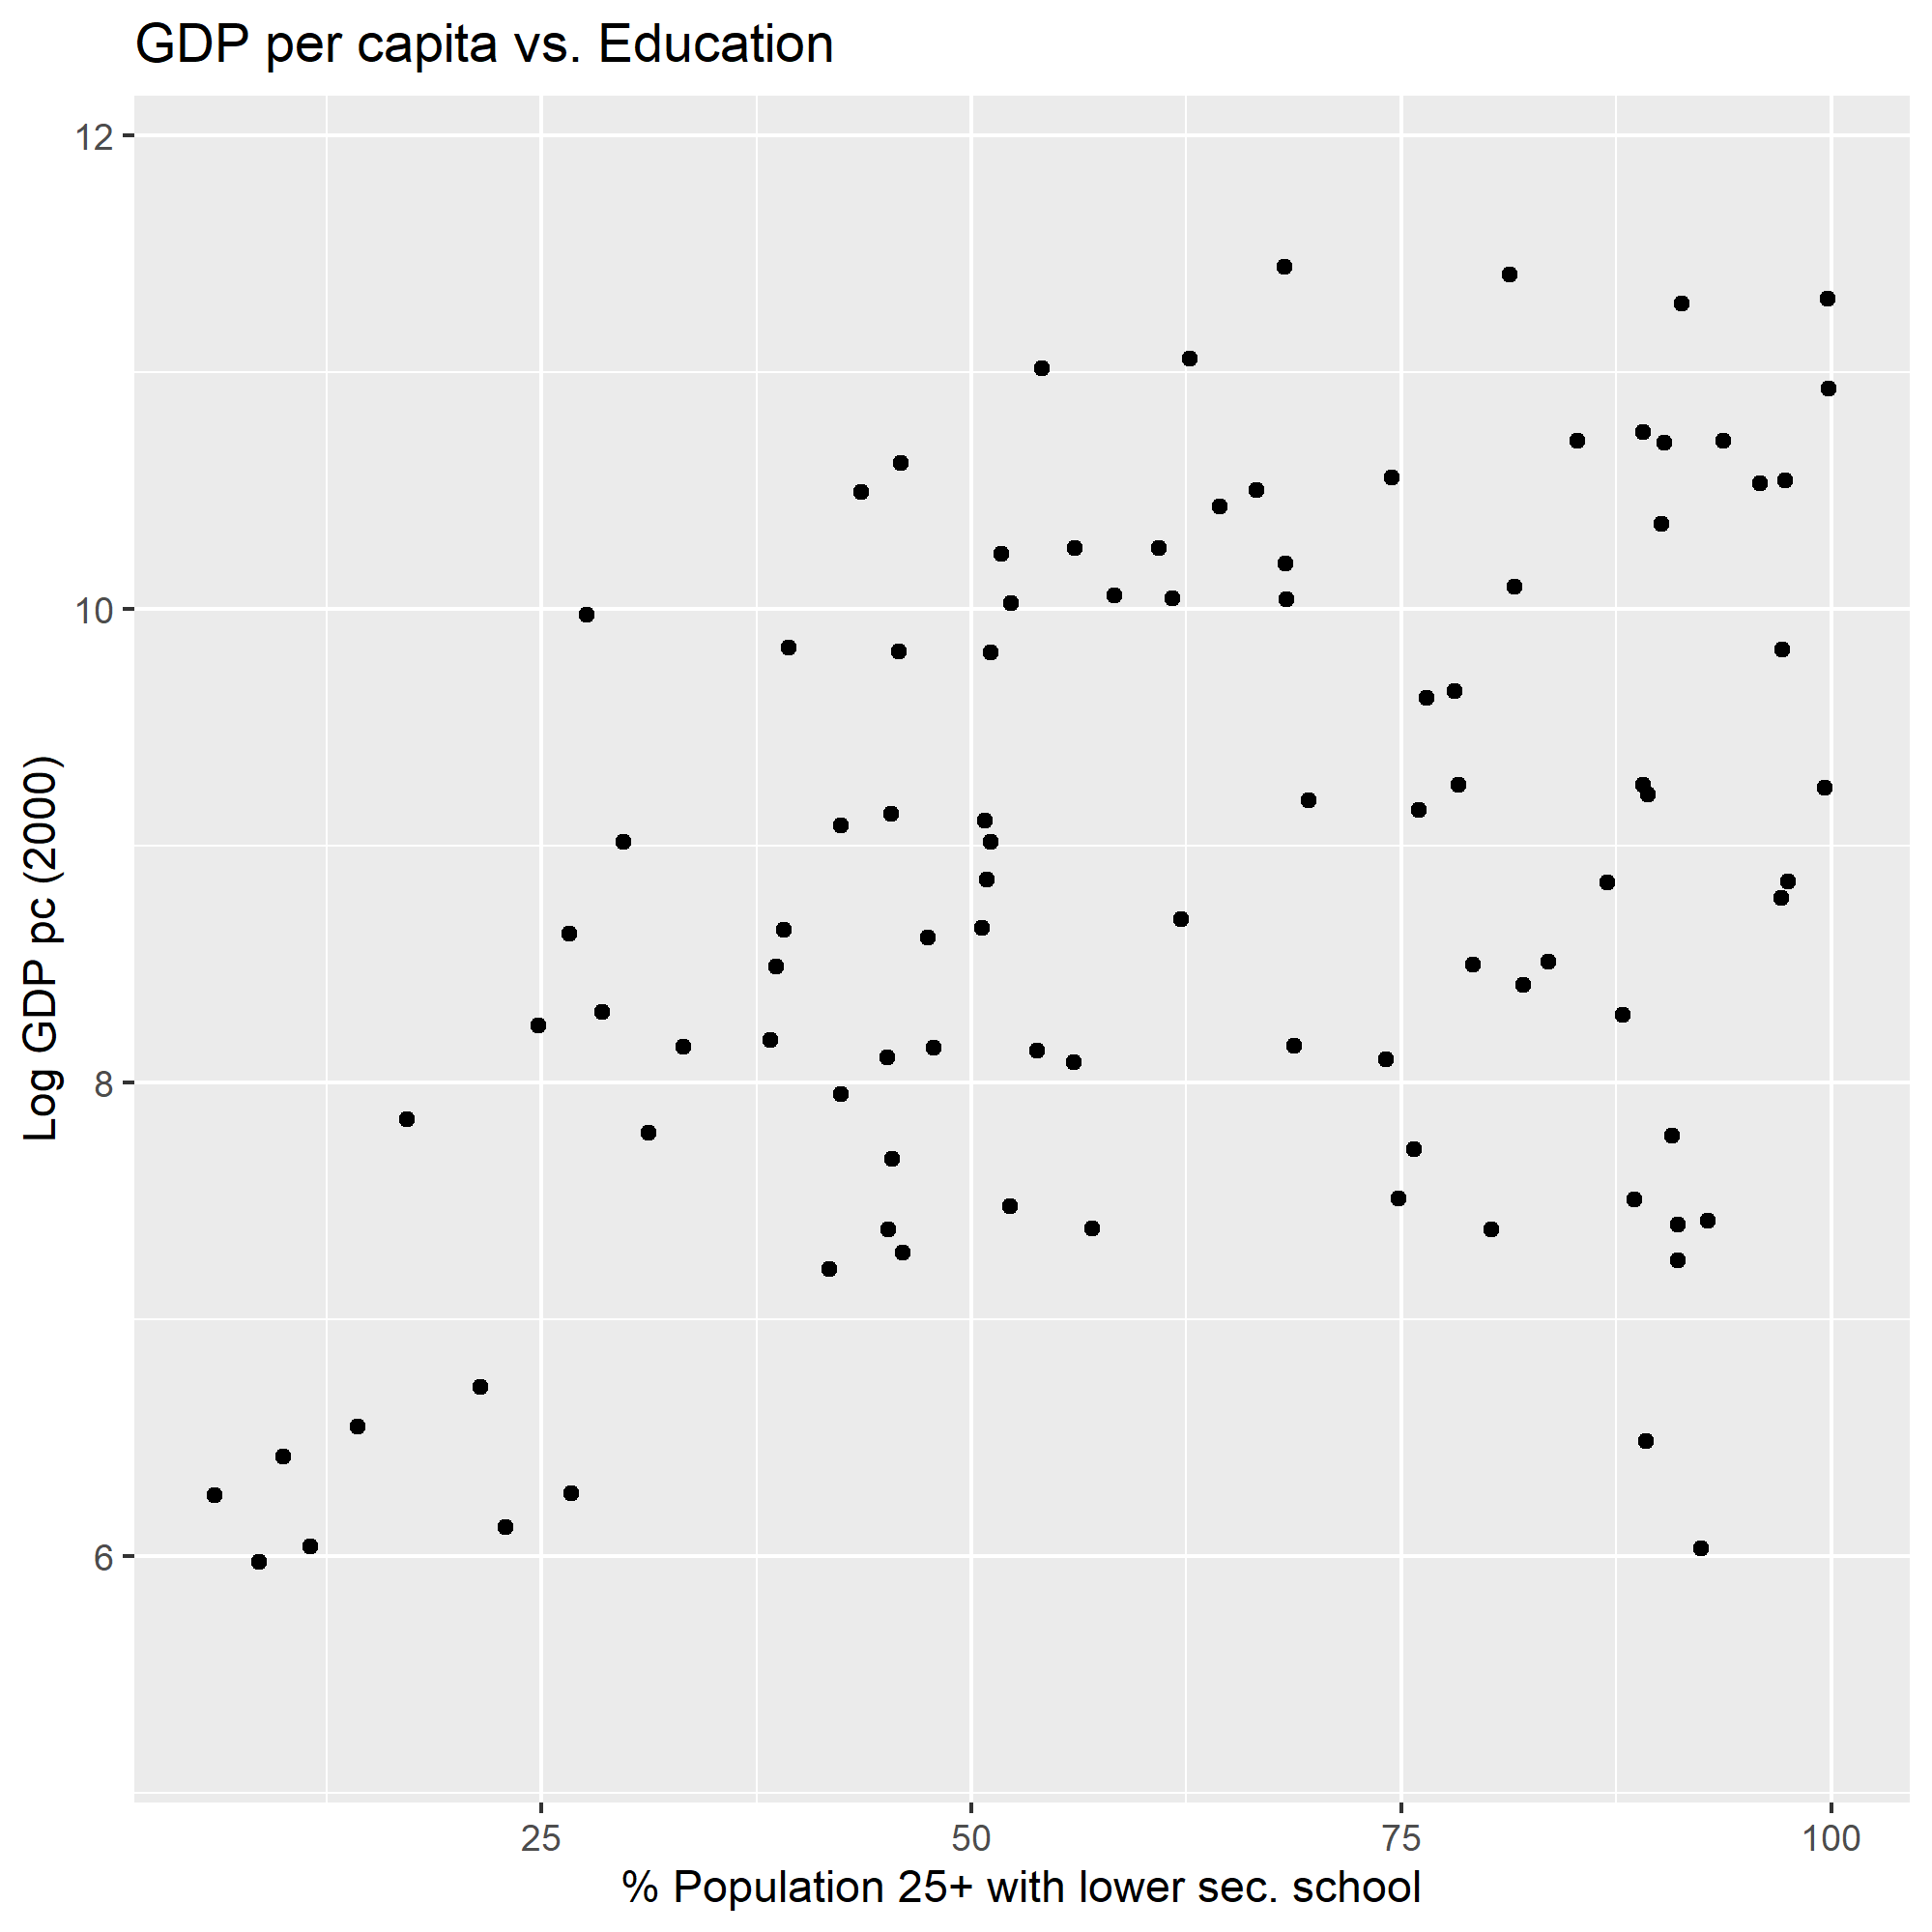 GDP per capita vs. Education
Log GDP pc (2000)
12
10
8
6
25 50 75 100
% Population 25+ with lower sec. school